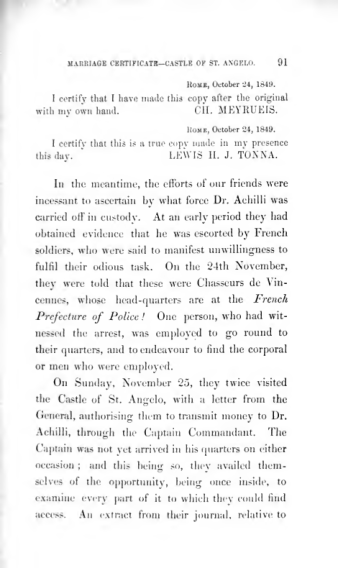 MARRIAGE CERTIFICATE—CASTLE OF ST. ANGELO. 91
ROME, October 24, 1849.
I certify that I have made this copy after the original
with my own hand. CH. MEYRUEIS.
ROME, October 24, 1849.
I certify that this is a true copy made in my presence
this day. LEWIS H. J. TONNA.
In the meantime, the efforts of our friends were
incessant to ascertain by what force Dr. Achilli was
carried off in custody. At an early period they had
obtained evidence that he was escorted by French
soldiers, who were said to manifest unwillingness to
fulfil their odious task. On the 24th November,
they were told that these were Chasseurs de Vin-
cennes, whose head-quarters are at the French
Prefecture of Police! One person, who had wit-
nessed the arrest, was employed to go round to
their quarters, and to endeavour to find the corporal
or men who were employed.
On Sunday, November 25, they twice visited
the Castle of St. Angelo, with a letter from the
General, authorising them to transmit money to Dr.
Achilli, through the Captain Commandant. The
Captain was not yet arrived in his quarters on either
occasion; and this being so, they availed them-
selves of the opportunity, being once inside, to
examine every part of it to which they could find
access. An extract from their journal, relative to